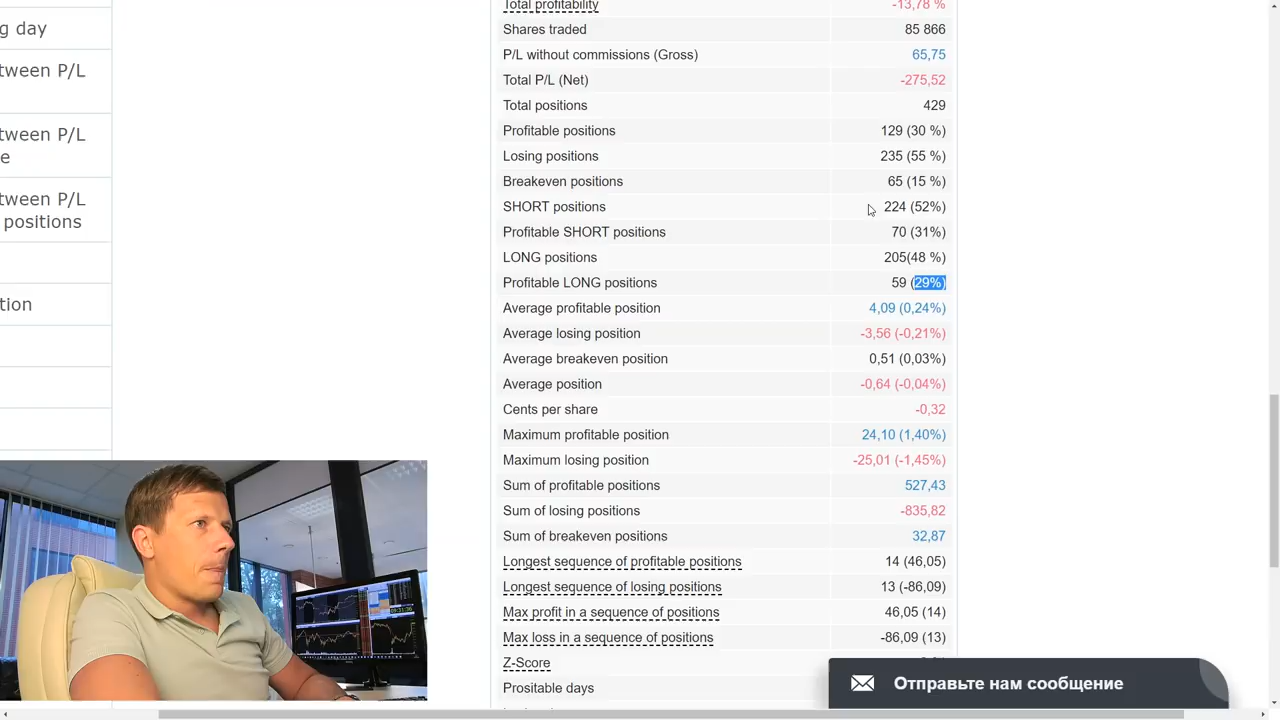 Total profitability -13,78 %
g day
Shares traded 85 866
P/L without commissions (Gross) 65,75
tween P/L
Total P/L (Net) -275,52
Total positions 429
Profitable positions 129 (30 %)
tween P/L
e
Losing positions 235 (55 %)
Breakeven positions 65 (15 %)
tween P/L
positions
SHORT positions 224 (52%)
Profitable SHORT positions 70 (31%)
LONG positions 205(48 %)
Profitable LONG positions 59 (29%)
tion
Average profitable position 4,09 (0,24%)
Average losing position -3,56 (-0,21%)
Average breakeven position 0,51 (0,03%)
Average position -0,64 (-0,04%)
Cents per share -0,32
Maximum profitable position 24,10 (1,40%)
Maximum losing position -25,01 (-1,45%)
Sum of profitable positions 527,43
Sum of losing positions -835,82
Sum of breakeven positions 32,87
Longest sequence of profitable positions 14 (46,05)
Longest sequence of losing positions 13 (-86,09)
Max profit in a sequence of positions 46,05 (14)
Max loss in a sequence of positions -86,09 (13)
Z-Score
Prositable days
Отправьте нам сообщение